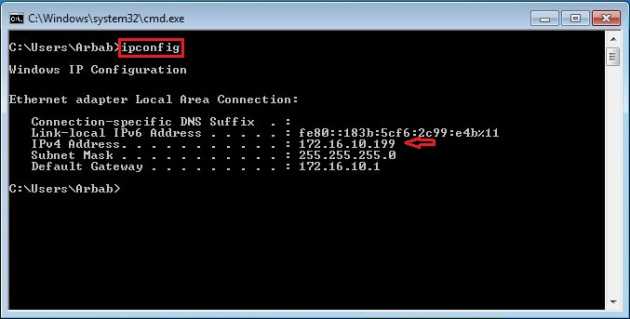 C:\Windows\system32\cmd.exe
C:\Users\Arbab>ipconfig
Windows IP Configuration
Ethernet adapter Local Area Connection:
Connection-specific DNS Suffix  . :
Link-local IPv6 Address . . . . . : fe80::183b:5cf6:2c99:e4b%11
IPv4 Address. . . . . . . . . . . : 172.16.10.199
Subnet Mask . . . . . . . . . . . : 255.255.255.0
Default Gateway . . . . . . . . . : 172.16.10.1
C:\Users\Arbab>